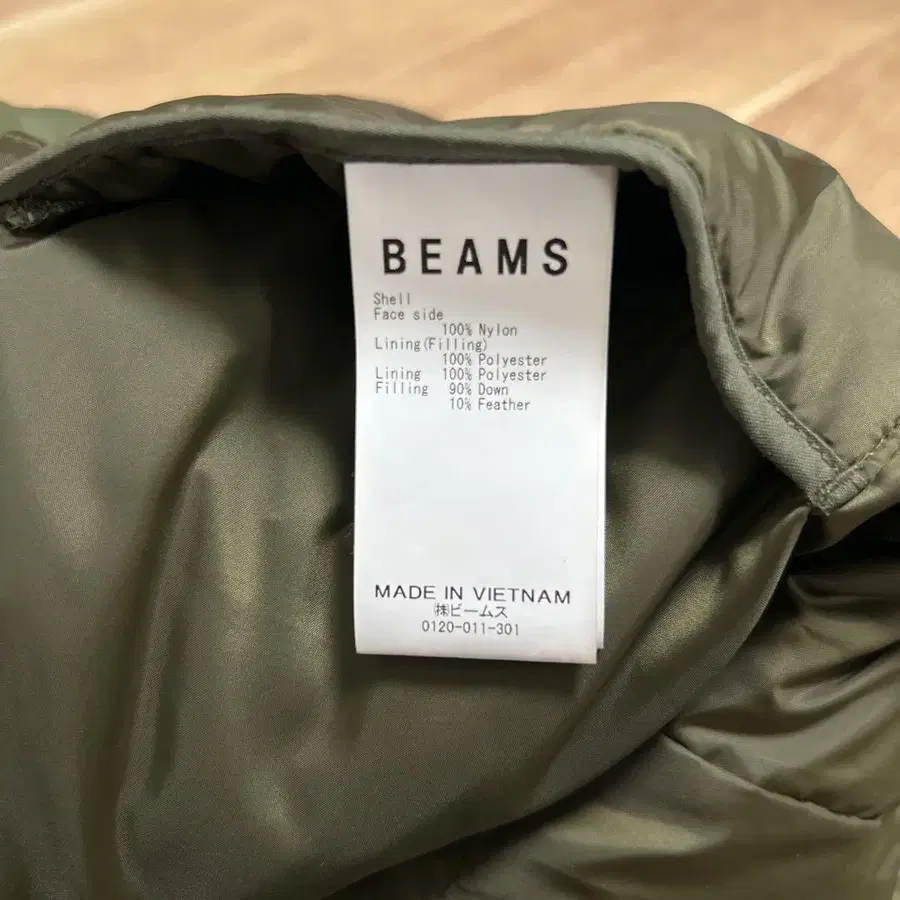 BEAMS
Shell
Face side
100% Nylon
Lining(Filling)
100% Polyester
Lining 100% Polyester
Filling 90% Down
10% Feather
MADE IN VIETNAM
㈱ビームス
0120-011-301